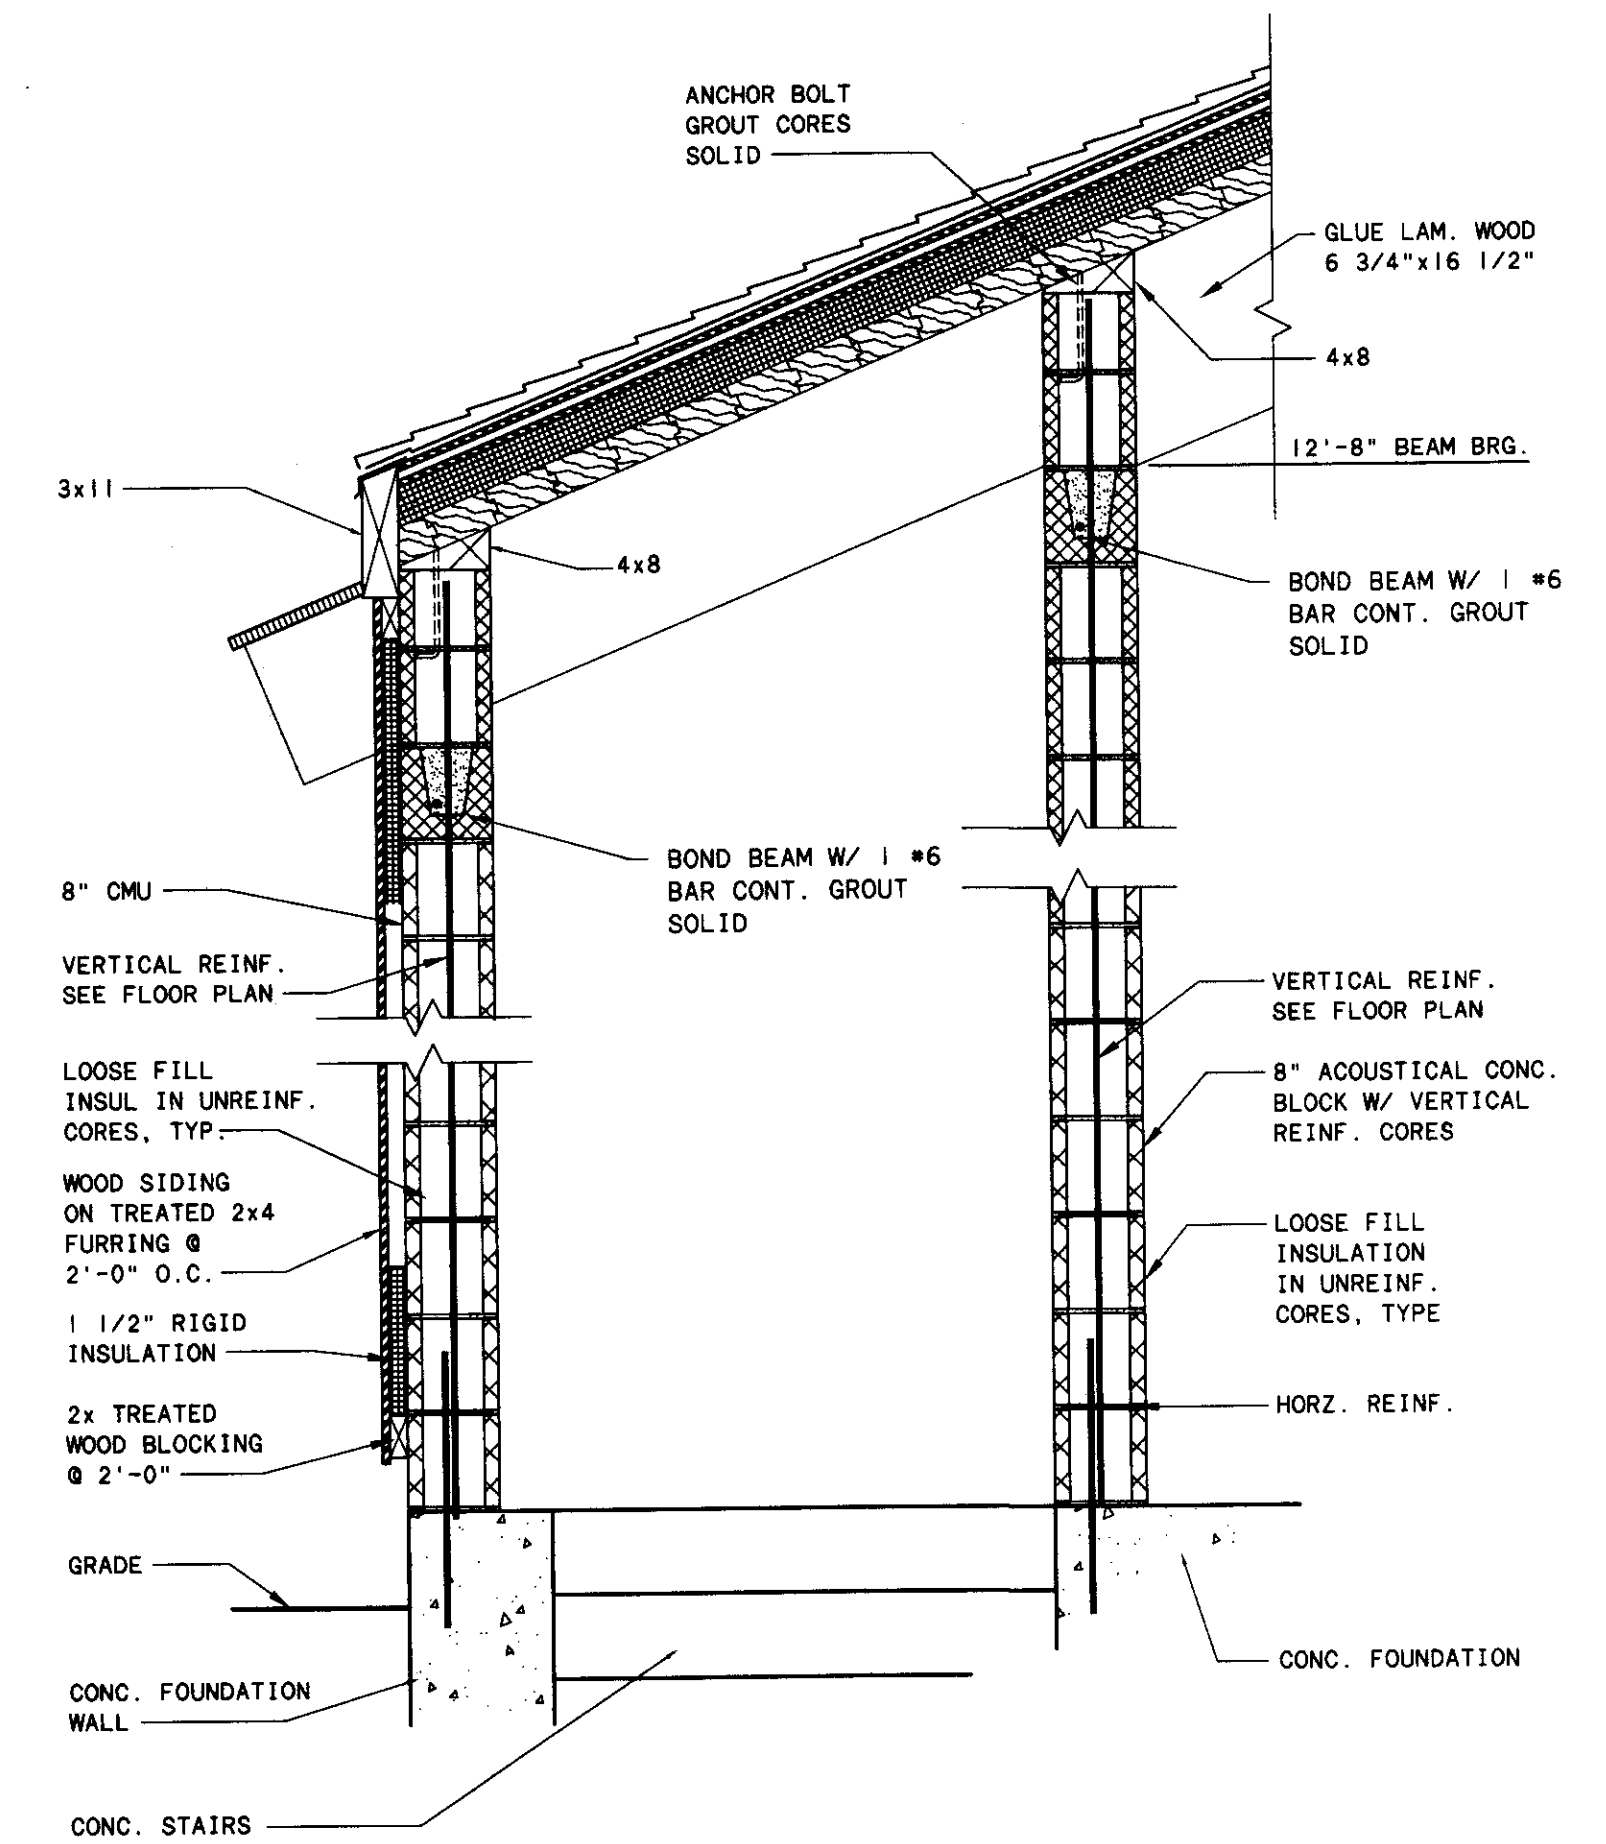 ANCHOR BOLT
GROUT CORES
SOLID
GLUE LAM. WOOD
6 3/4"x16 1/2"
4x8
12'-8" BEAM BRG.
3x11
4x8
BOND BEAM W/ 1 #6
BAR CONT. GROUT
SOLID
BOND BEAM W/ 1 #6
BAR CONT. GROUT
SOLID
8" CMU
VERTICAL REINF.
SEE FLOOR PLAN
VERTICAL REINF.
SEE FLOOR PLAN
LOOSE FILL
INSUL IN UNREINF.
CORES, TYP.
8" ACOUSTICAL CONC.
BLOCK W/ VERTICAL
REINF. CORES
WOOD SIDING
ON TREATED 2x4
FURRING @
2'-0" O.C.
LOOSE FILL
INSULATION
IN UNREINF.
CORES, TYPE
1 1/2" RIGID
INSULATION
2x TREATED
WOOD BLOCKING
@ 2'-0"
HORZ. REINF.
GRADE
CONC. FOUNDATION
WALL
CONC. FOUNDATION
CONC. STAIRS